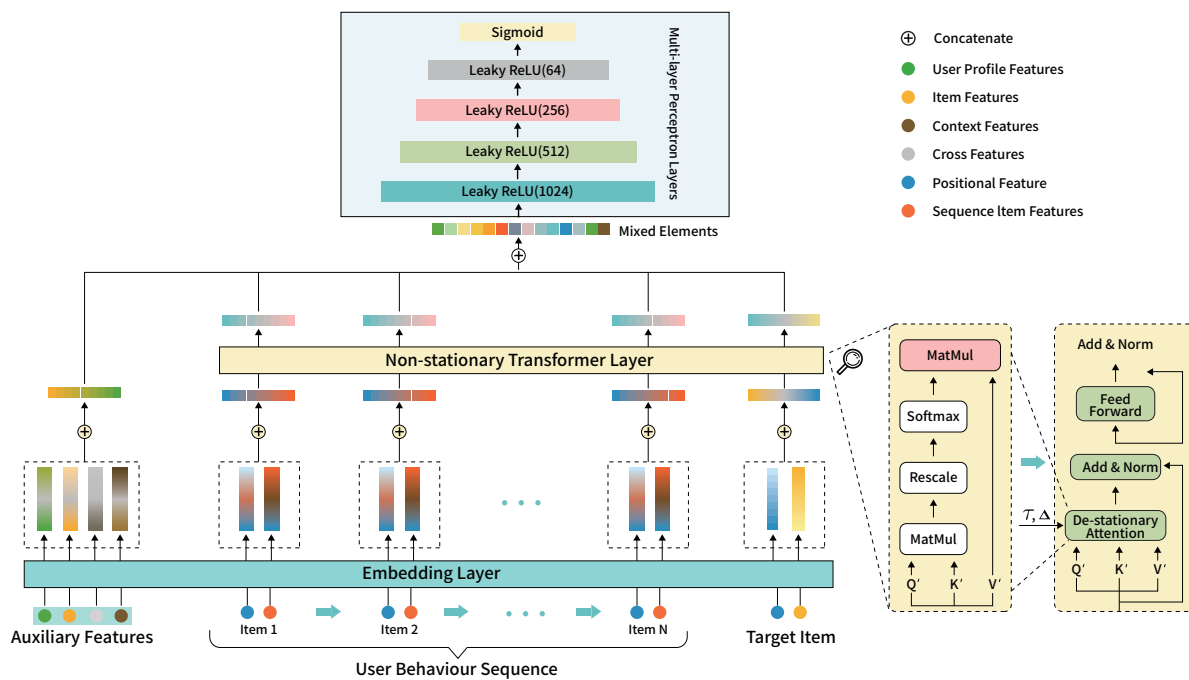 Sigmoid
Leaky ReLU(64)
Leaky ReLU(256)
Leaky ReLU(512)
Leaky ReLU(1024)
Multi-layer Perceptron Layers
Mixed Elements
Concatenate
User Profile Features
Item Features
Context Features
Cross Features
Positional Feature
Sequence Item Features
Non-stationary Transformer Layer
Embedding Layer
Auxiliary Features
Item 1
Item 2
Item N
Target Item
User Behaviour Sequence
MatMul
Softmax
Rescale
MatMul
Q′
K′
V′
Add & Norm
Feed
Forward
Add & Norm
τ, Δ
De-stationary
Attention
Q′
K′
V′